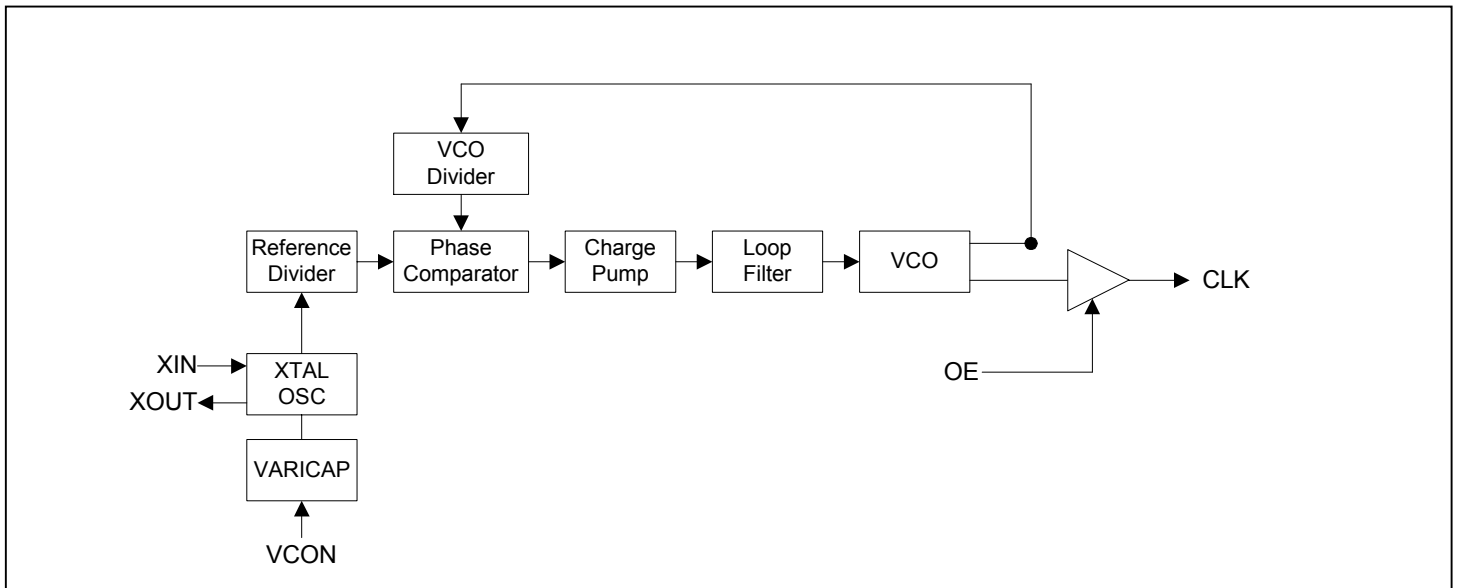 VCO
Divider
Reference
Divider
Phase
Comparator
Charge
Pump
Loop
Filter
VCO
CLK
XIN
XOUT
XTAL
OSC
OE
VARICAP
VCON